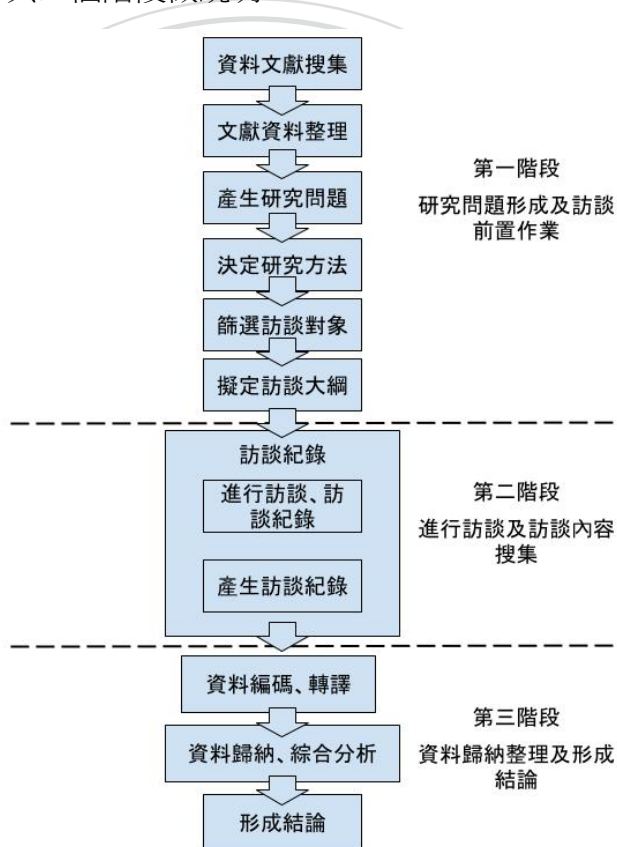 資料文獻搜集
文獻資料整理
產生研究問題
決定研究方法
篩選訪談對象
擬定訪談大綱
第一階段
研究問題形成及訪談
前置作業
訪談紀錄
進行訪談、訪
談紀錄
產生訪談紀錄
第二階段
進行訪談及訪談內容
搜集
資料編碼、轉譯
資料歸納、綜合分析
形成結論
第三階段
資料歸納整理及形成
結論